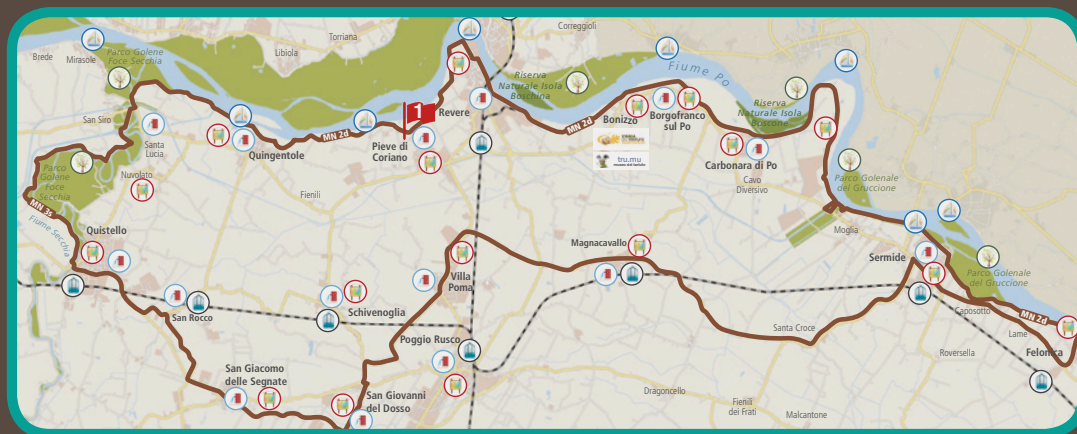 Correggioli
Torriana
Libiola
Brede
Mirasole
Parco Golene
Foce Secchia
Fiume Po
Riserva
Naturale Isola
Boschina
1
Revere
San Siro
MN 2d
MN 2d
Bonizzo
Borgofranco
sul Po
Riserva
Naturale Isola
Boscone
Santa
Lucia
Quingentole
Pieve di
Coriano
tru.mu
Carbonara di Po
Cavo
Diversivo
Parco
Golene
Foce
Secchia
Nuvolato
Fienili
Parco Golenale
del Gruccione
MN 3s
Fiume Secchia
Quistello
Moglia
Magnacavallo
Sermide
Villa
Poma
Parco Golenale
del Gruccione
San Rocco
Schivenoglia
Caposotto
MN 2d
Santa Croce
Lame
Poggio Rusco
Roversella
Felonica
San Giacomo
delle Segnate
San Giovanni
del Dosso
Dragoncello
Fienili
dei Frati
Malcantone